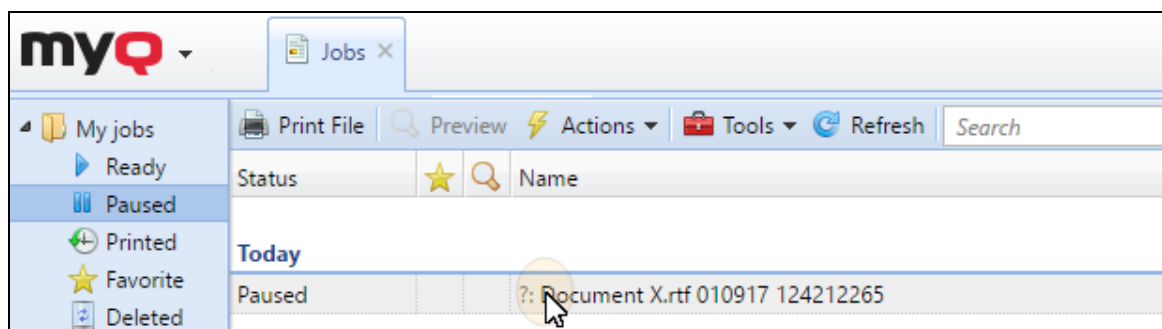 myQ
Jobs
My jobs
Ready
Paused
Printed
Favorite
Deleted
Print File Preview Actions Tools Refresh Search
Status Name
Today
Paused ?: Document X.rtf 010917 124212265